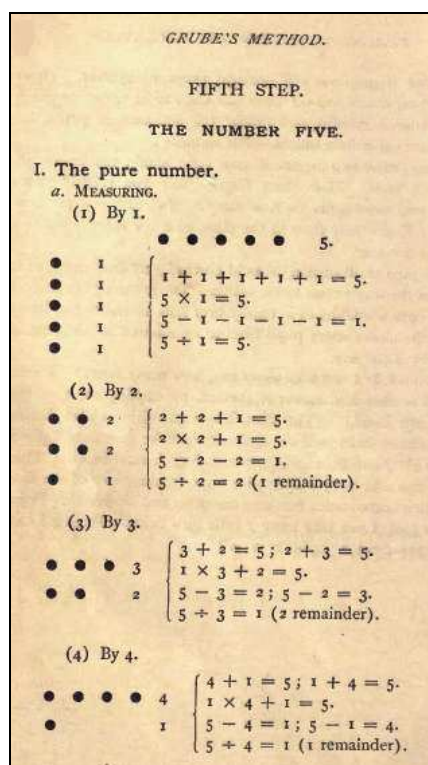 GRUBE'S METHOD.
FIFTH STEP.
THE NUMBER FIVE.
I. The pure number.
a. MEASURING.
(1) By 1.
● ● ● ● ● 5.
● 1
● 1 1 + 1 + 1 + 1 + 1 = 5.
● 1 5 × 1 = 5.
● 1 5 − 1 − 1 − 1 − 1 = 1.
● 1 5 ÷ 1 = 5.
(2) By 2.
● ● 2 2 + 2 + 1 = 5.
2 × 2 + 1 = 5.
● ● 2 5 − 2 − 2 = 1.
● 1 5 ÷ 2 = 2 (1 remainder).
(3) By 3.
3 + 2 = 5; 2 + 3 = 5.
● ● ● 3 1 × 3 + 2 = 5.
● ● 2 5 − 3 = 2; 5 − 2 = 3.
5 ÷ 3 = 1 (2 remainder).
(4) By 4.
4 + 1 = 5; 1 + 4 = 5.
● ● ● ● 4 1 × 4 + 1 = 5.
● 1 5 − 4 = 1; 5 − 1 = 4.
5 ÷ 4 = 1 (1 remainder).